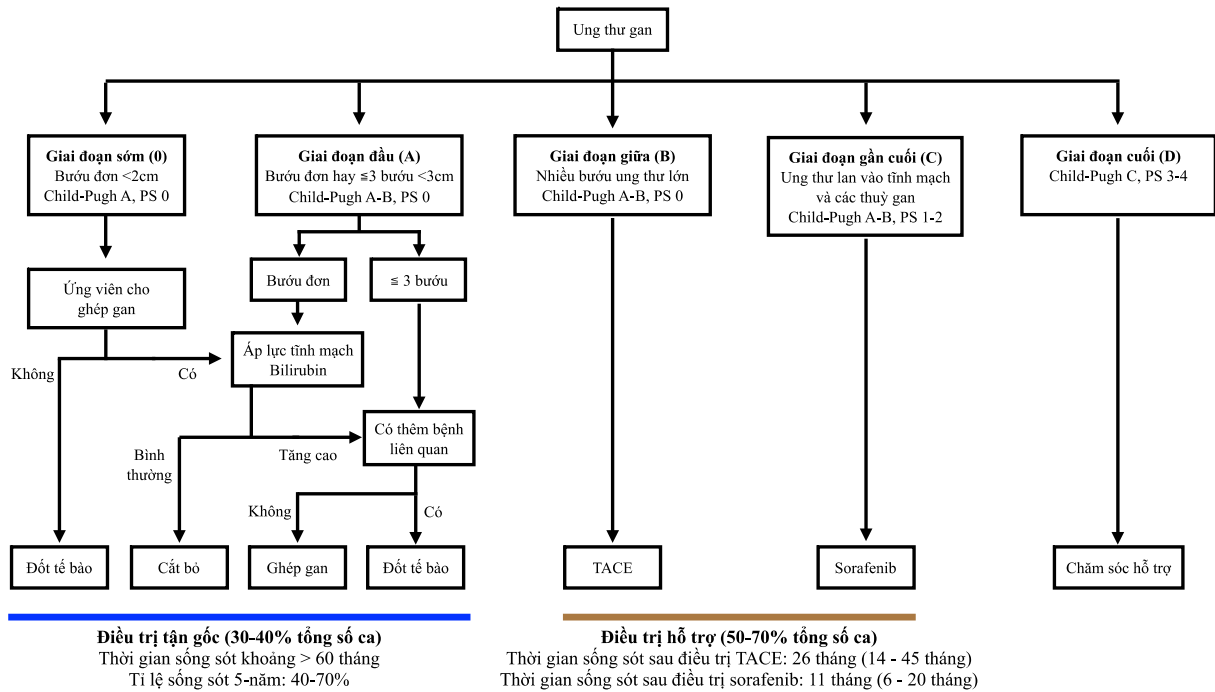 Ung thư gan
Giai đoạn sớm (0)
Bướu đơn <2cm
Child-Pugh A, PS 0
Giai đoạn đầu (A)
Bướu đơn hay ≦3 bướu <3cm
Child-Pugh A-B, PS 0
Giai đoạn giữa (B)
Nhiều bướu ung thư lớn
Child-Pugh A-B, PS 0
Giai đoạn gần cuối (C)
Ung thư lan vào tĩnh mạch
và các thuỳ gan
Child-Pugh A-B, PS 1-2
Giai đoạn cuối (D)
Child-Pugh C, PS 3-4
Ứng viên cho
ghép gan
Bướu đơn
≦ 3 bướu
Áp lực tĩnh mạch
Bilirubin
Không
Có
Có thêm bệnh
liên quan
Bình
thường
Tăng cao
Không
Có
Đốt tế bào
Cắt bỏ
Ghép gan
Đốt tế bào
TACE
Sorafenib
Chăm sóc hỗ trợ
Điều trị tận gốc (30-40% tổng số ca)
Thời gian sống sót khoảng > 60 tháng
Tỉ lệ sống sót 5-năm: 40-70%
Điều trị hỗ trợ (50-70% tổng số ca)
Thời gian sống sót sau điều trị TACE: 26 tháng (14 - 45 tháng)
Thời gian sống sót sau điều trị sorafenib: 11 tháng (6 - 20 tháng)